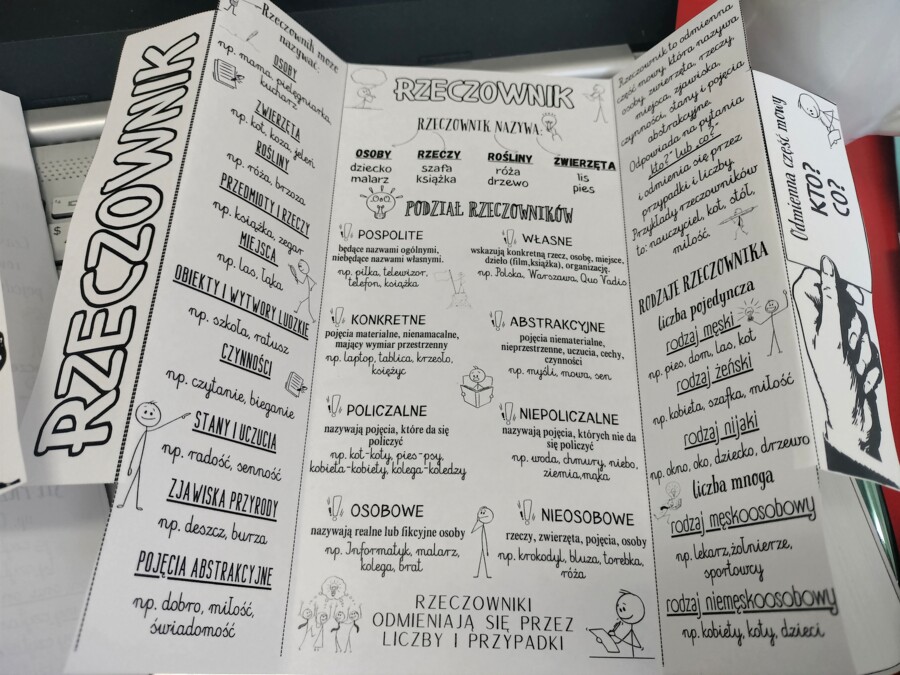 RZECZOWNIK
Rzeczownik może
nazywać:
OSOBY
np. mama, pielęgniarka
kucharz
ZWIERZĘTA
np. kot, koza, jeleń
ROŚLINY
np. róża, brzoza
PRZEDMIOTY I RZECZY
np. książka, zegar
MIEJSCA
np. las, łąka
OBIEKTY I WYTWORY LUDZKIE
np. szkoła, ratusz
CZYNNOŚCI
np. czytanie, bieganie
STANY I UCZUCIA
np. radość, senność
ZJAWISKA PRZYRODY
np. deszcz, burza
POJĘCIA ABSTRAKCYJNE
np. dobro, miłość,
świadomość
RZECZOWNIK
RZECZOWNIK NAZYWA:
OSOBY
dziecko
malarz
RZECZY
szafa
książka
ROŚLINY
róża
drzewo
ZWIERZĘTA
lis
pies
PODZIAŁ RZECZOWNIKÓW
POSPOLITE
będące nazwami ogólnymi,
niebędące nazwami własnymi.
np. piłka, telewizor,
telefon, książka
WŁASNE
wskazują konkretną rzecz, osobę, miejsce,
dzieło (film,książka), organizację.
np. Polska, Warszawa, Quo Vadis
KONKRETNE
pojęcia materialne, nienamacalne,
mający wymiar przestrzenny
np. laptop, tablica, krzesło,
księżyc
ABSTRAKCYJNE
pojęcia niematerialne,
nieprzestrzenne, uczucia, cechy,
czynności
np. myśli, mowa, sen
POLICZALNE
nazywają pojęcia, które da się
policzyć
np. kot-koty, pies-psy,
kobieta-kobiety, kolega-koledzy
NIEPOLICZALNE
nazywają pojęcia, których nie da
się policzyć
np. woda, chmury, niebo,
ziemia,mąka
OSOBOWE
nazywają realne lub fikcyjne osoby
np. Informatyk, malarz,
kolega, brat
NIEOSOBOWE
rzeczy, zwierzęta, pojęcia, osoby
np. krokodyl, bluza, torebka,
róża
RZECZOWNIKI
ODMIENIAJĄ SIĘ PRZEZ
LICZBY I PRZYPADKI
Rzeczownik to odmienna
część mowy, która nazywa
osoby, zwierzęta, rzeczy,
miejsca, zjawiska,
czynności, stany i pojęcia
abstrakcyjne.
Odpowiada na pytania
kto? lub co?
i odmienia się przez
przypadki i liczby.
Przykłady rzeczowników
to: nauczyciel, kot, stół,
miłość.
RODZAJE RZECZOWNIKA
liczba pojedyncza
rodzaj męski
np. pies, dom, las, kot
rodzaj żeński
np. kobieta, szafka, miłość
rodzaj nijaki
np. okno, oko, dziecko, drzewo
liczba mnoga
rodzaj męskoosobowy
np. lekarz,żołnierze,
sportowcy
rodzaj niemęskoosobowy
np. kobiety, koty, dzieci
Odmienna część mowy
KTO?
CO?